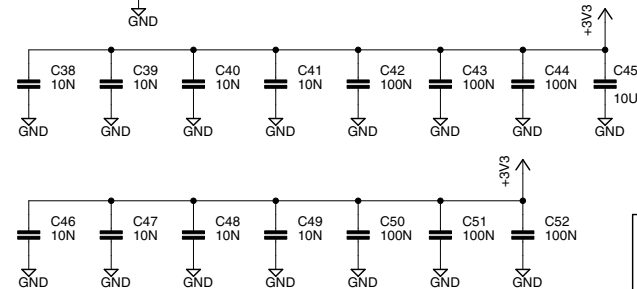 GND
+3V3
C38 C39 C40 C41 C42 C43 C44 C45
10N 10N 10N 10N 100N 100N 100N 10U
GND GND GND GND GND GND GND GND
+3V3
C46 C47 C48 C49 C50 C51 C52
10N 10N 10N 10N 100N 100N 100N
GND GND GND GND GND GND GND